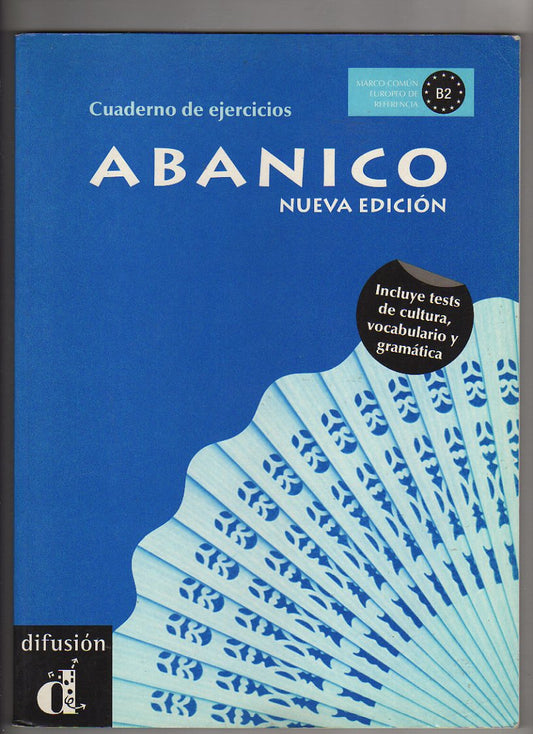 MARCO COMÚN
EUROPEO DE
REFERENCIA
B2
Cuaderno de ejercicios
ABANICO
NUEVA EDICIÓN
Incluye tests
de cultura,
vocabulario y
gramática
difusión